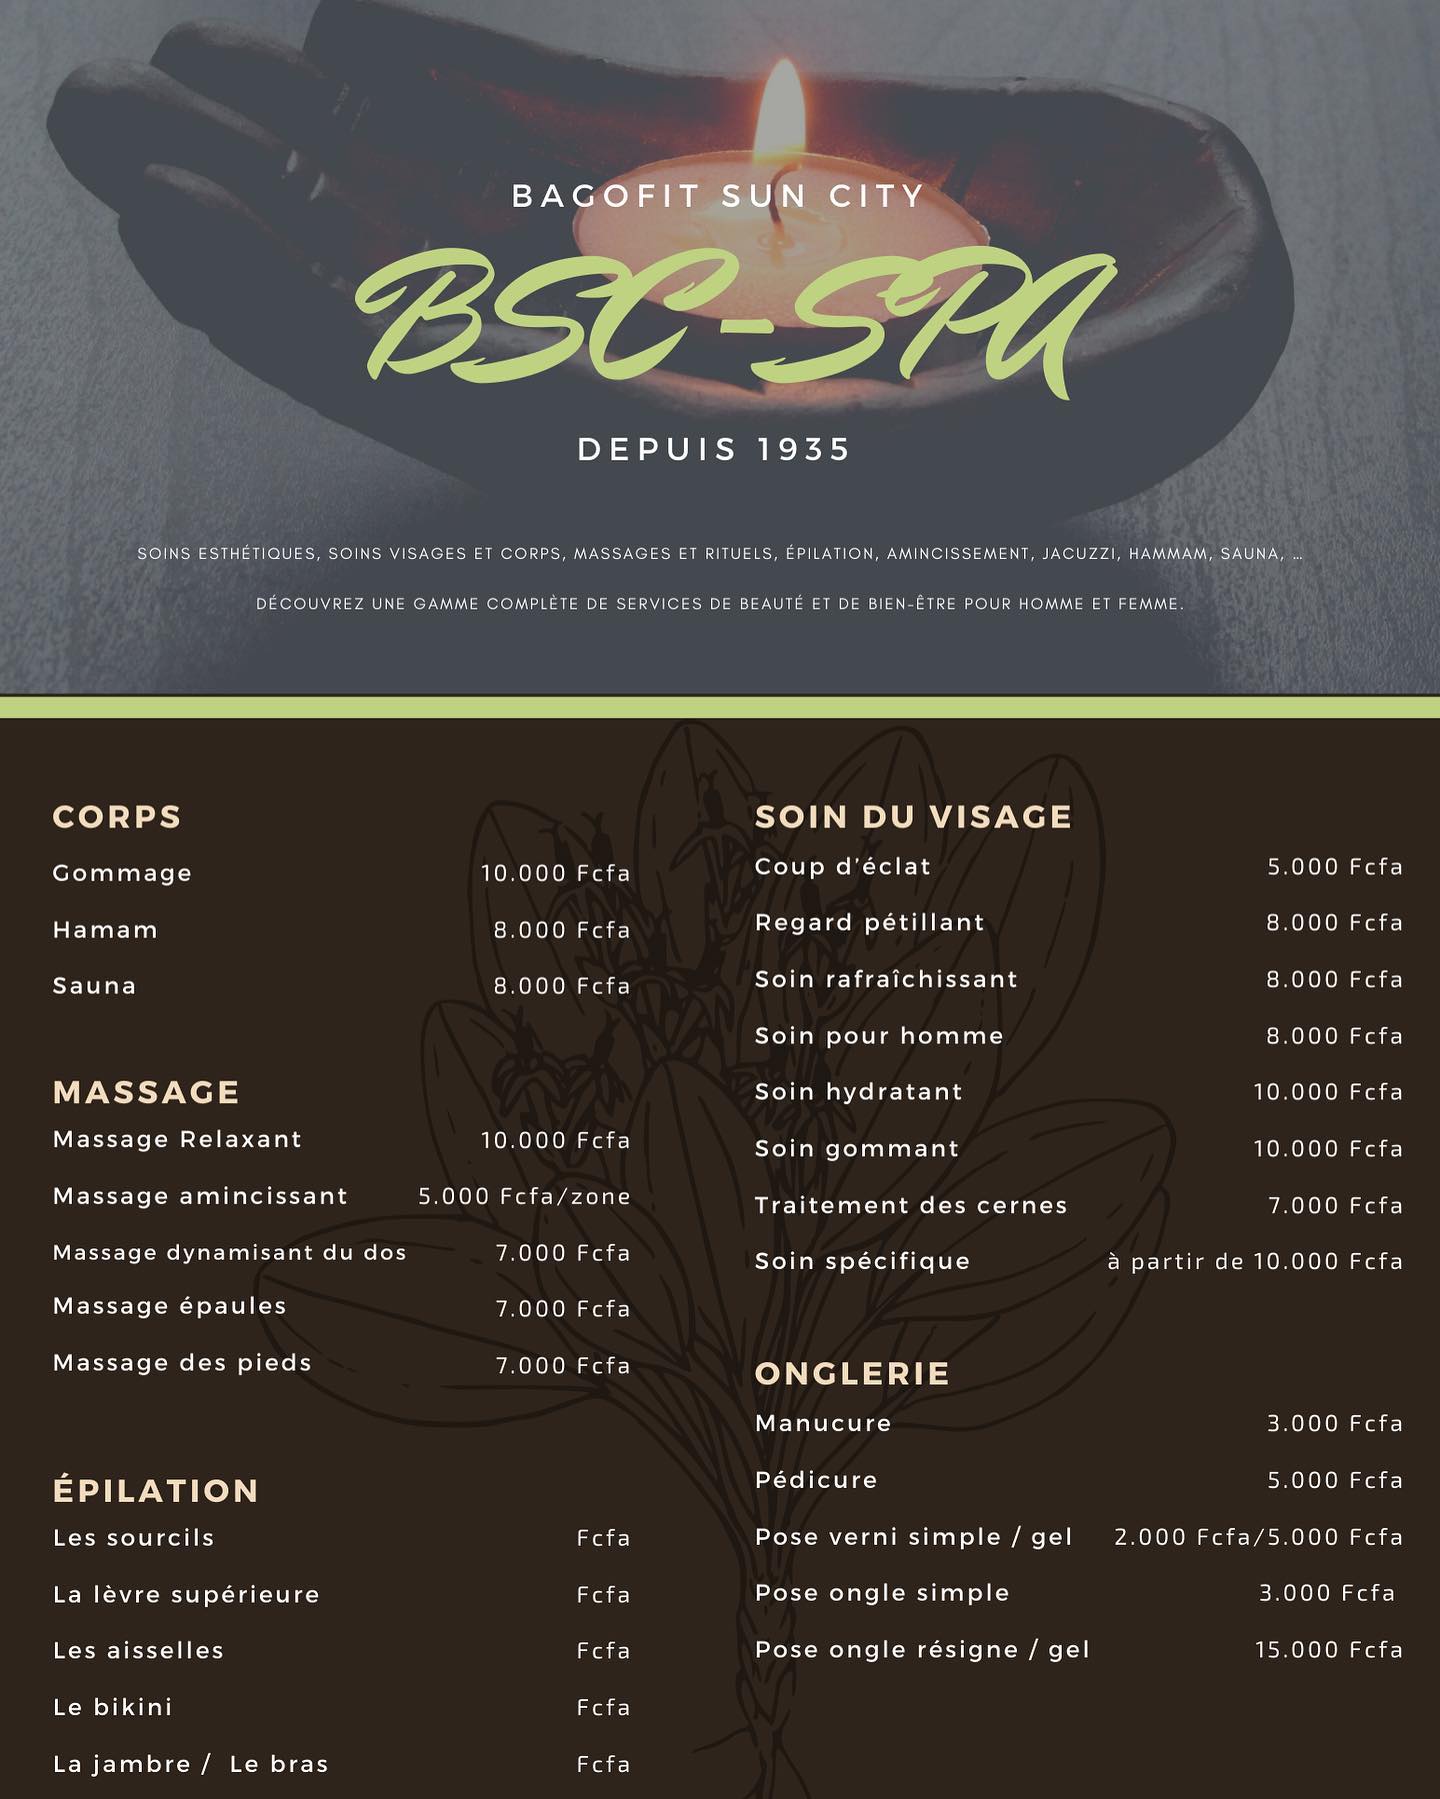 BAGOFIT SUN CITY
BSC-SPA
DEPUIS 1935
SOINS ESTHÉTIQUES, SOINS VISAGES ET CORPS, MASSAGES ET RITUELS, ÉPILATION, AMINCISSEMENT, JACUZZI, HAMMAM, SAUNA, ...
DÉCOUVREZ UNE GAMME COMPLÈTE DE SERVICES DE BEAUTÉ ET DE BIEN-ÊTRE POUR HOMME ET FEMME.
CORPS
Gommage 10.000 Fcfa
Hamam 8.000 Fcfa
Sauna 8.000 Fcfa
MASSAGE
Massage Relaxant 10.000 Fcfa
Massage amincissant 5.000 Fcfa/zone
Massage dynamisant du dos 7.000 Fcfa
Massage épaules 7.000 Fcfa
Massage des pieds 7.000 Fcfa
ÉPILATION
Les sourcils Fcfa
La lèvre supérieure Fcfa
Les aisselles Fcfa
Le bikini Fcfa
La jambre / Le bras Fcfa
SOIN DU VISAGE
Coup d'éclat 5.000 Fcfa
Regard pétillant 8.000 Fcfa
Soin rafraîchissant 8.000 Fcfa
Soin pour homme 8.000 Fcfa
Soin hydratant 10.000 Fcfa
Soin gommant 10.000 Fcfa
Traitement des cernes 7.000 Fcfa
Soin spécifique à partir de 10.000 Fcfa
ONGLERIE
Manucure 3.000 Fcfa
Pédicure 5.000 Fcfa
Pose verni simple / gel 2.000 Fcfa/5.000 Fcfa
Pose ongle simple 3.000 Fcfa
Pose ongle résigne / gel 15.000 Fcfa